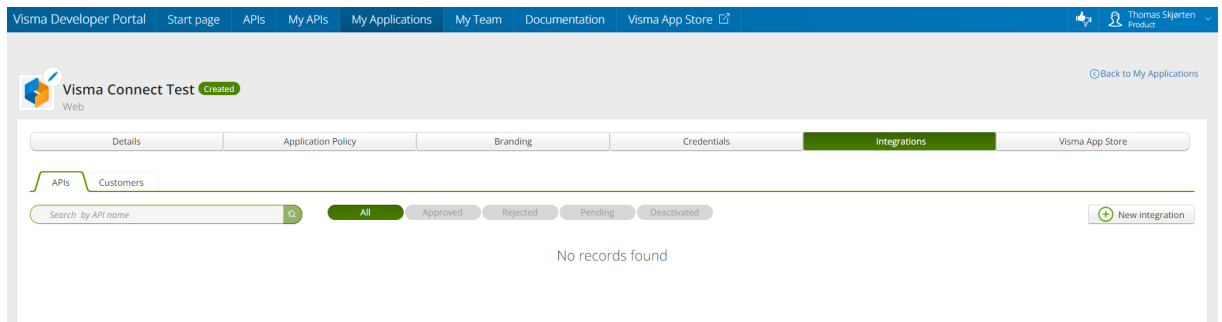 Visma Developer Portal Start page APIs My APIs My Applications My Team Documentation Visma App Store Thomas Skjørten
Product
Back to My Applications
Visma Connect Test Created
Web
Details Application Policy Branding Credentials Integrations Visma App Store
APIs Customers
Search by API name All Approved Rejected Pending Deactivated New integration
No records found